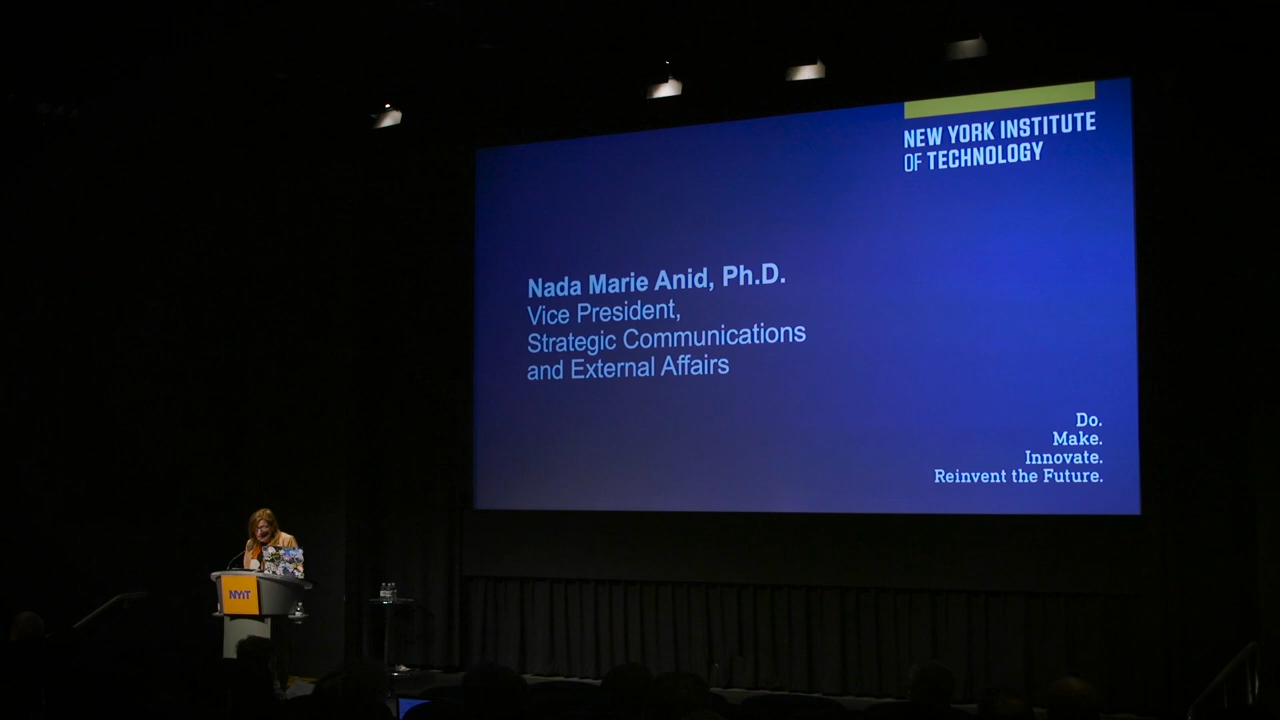 NEW YORK INSTITUTE
OF TECHNOLOGY
Nada Marie Anid, Ph.D.
Vice President,
Strategic Communications
and External Affairs
Do.
Make.
Innovate.
Reinvent the Future.
NYiT